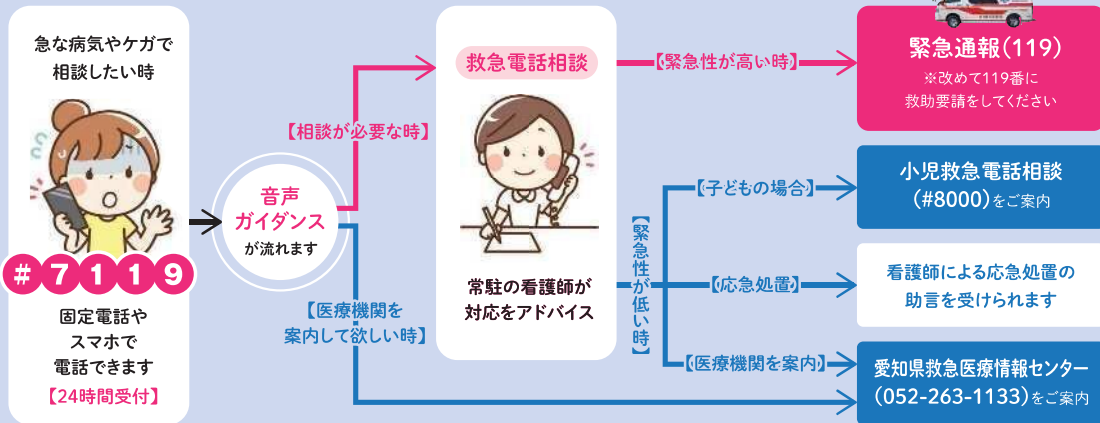 急な病気やケガで
相談したい時
#7119
固定電話や
スマホで
電話できます
【24時間受付】
音声
ガイダンス
が流れます
【相談が必要な時】
【医療機関を
案内して欲しい時】
救急電話相談
常駐の看護師が
対応をアドバイス
【緊急性が高い時】
緊急通報(119)
※改めて119番に
救助要請をしてください
【緊急性が低い時】
【子どもの場合】
小児救急電話相談
(#8000)をご案内
【応急処置】
看護師による応急処置の
助言を受けられます
【医療機関を案内】
愛知県救急医療情報センター
(052-263-1133)をご案内